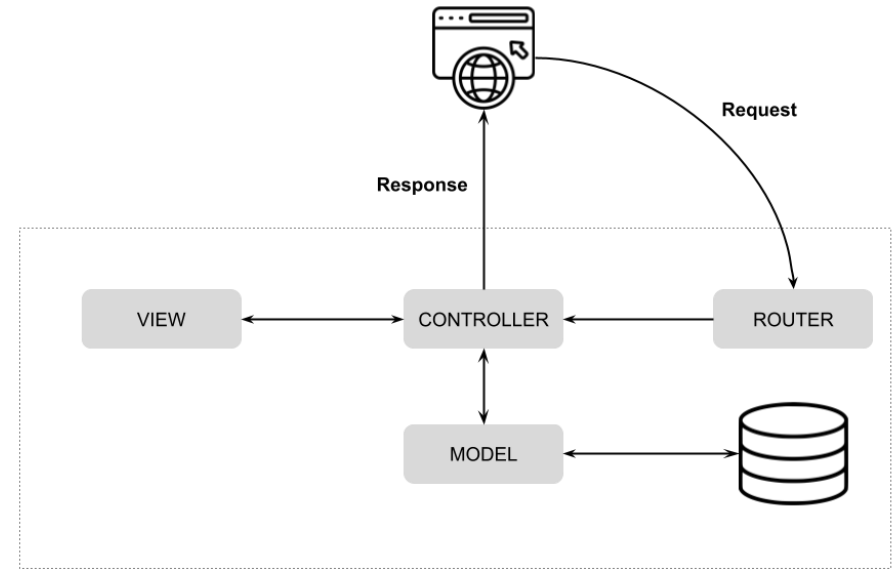 Request
Response
VIEW
CONTROLLER
ROUTER
MODEL